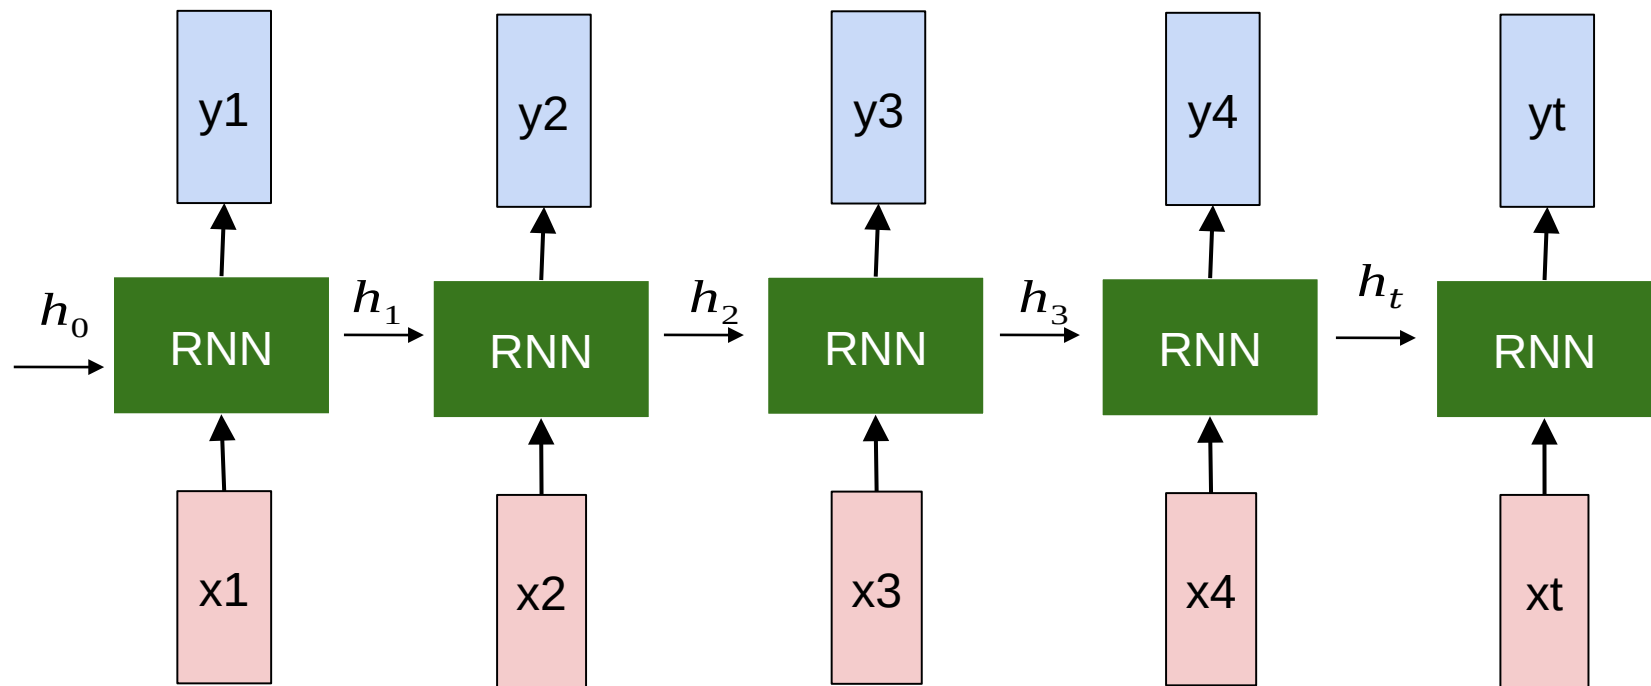 y1 y2 y3 y4 yt
h₀ h₁ h₂ h₃ hₜ
RNN RNN RNN RNN RNN
x1 x2 x3 x4 xt